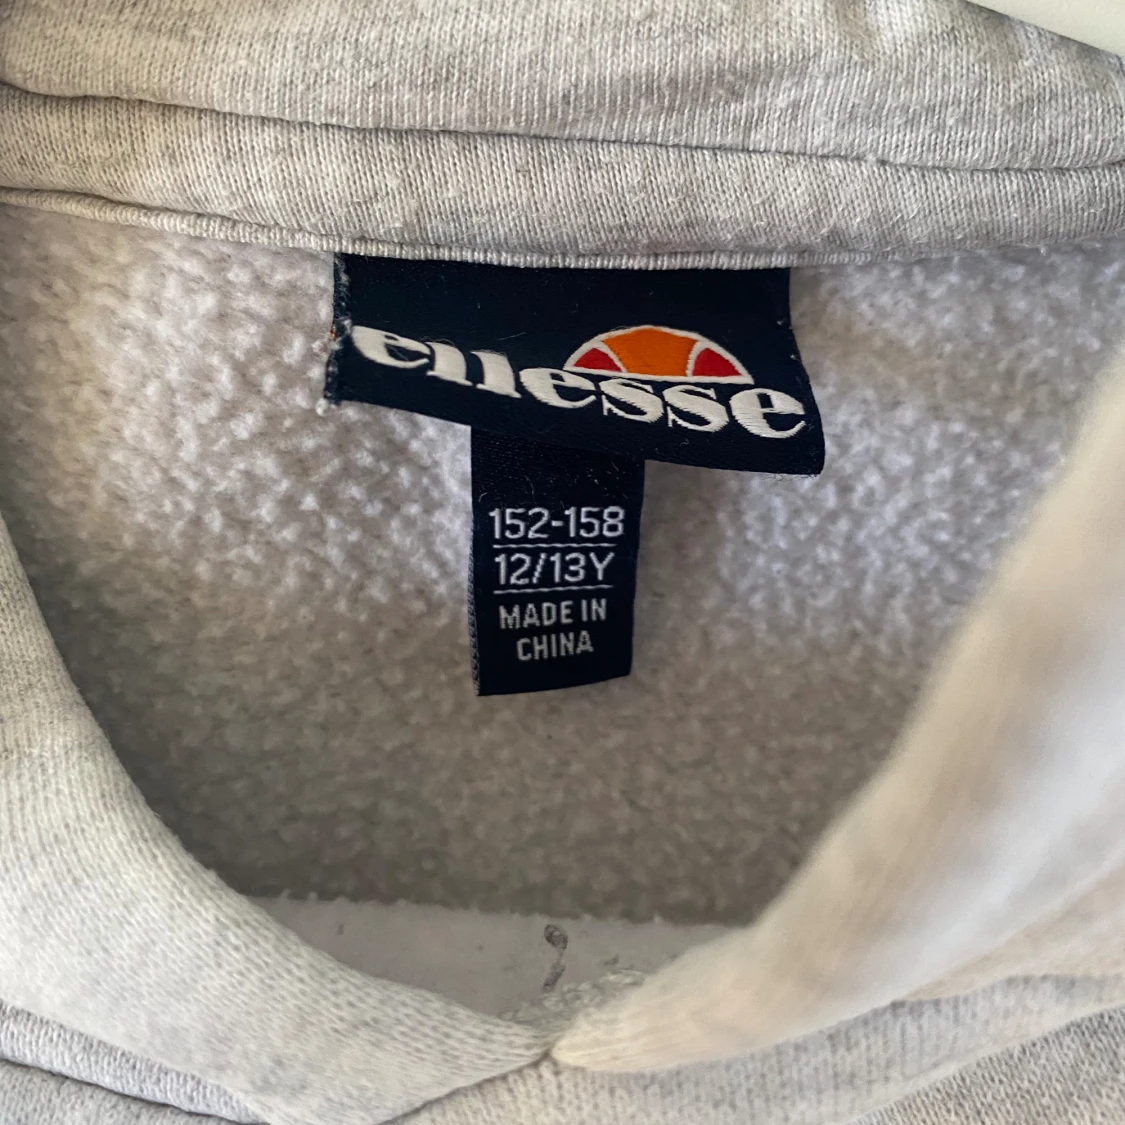 ellesse
152-158
12/13Y
MADE IN
CHINA